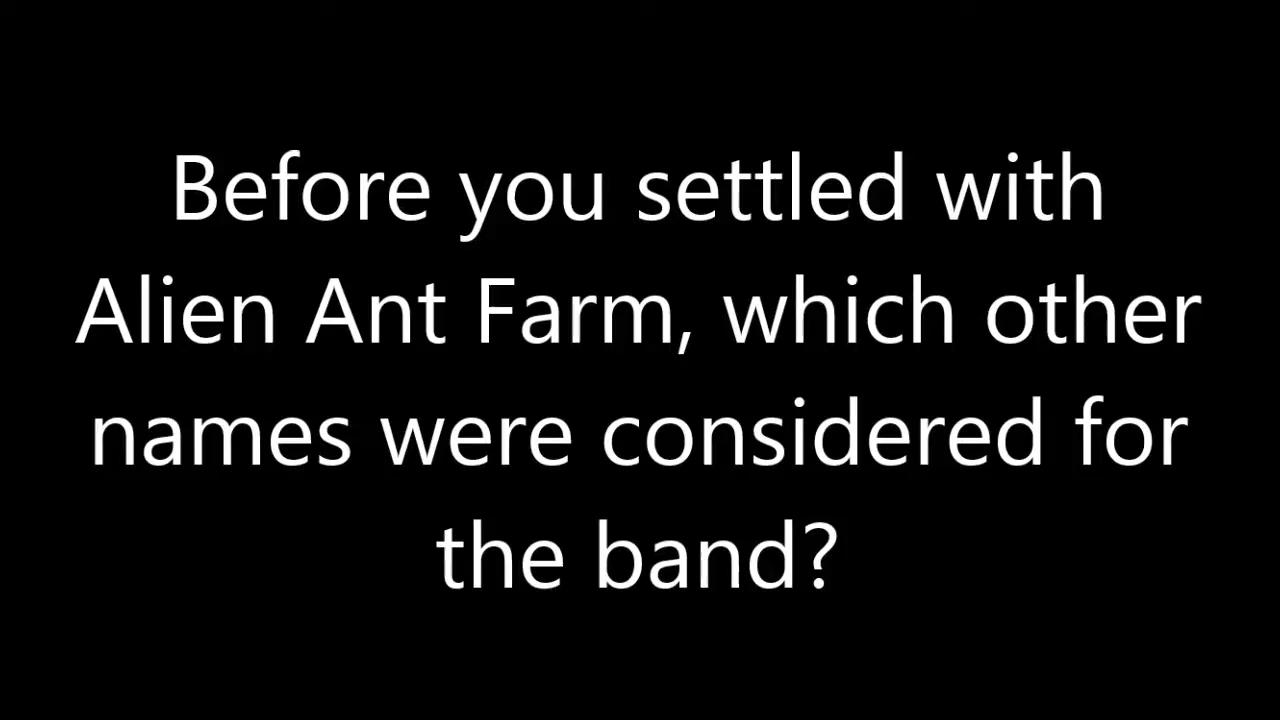 Before you settled with
Alien Ant Farm, which other
names were considered for
the band?